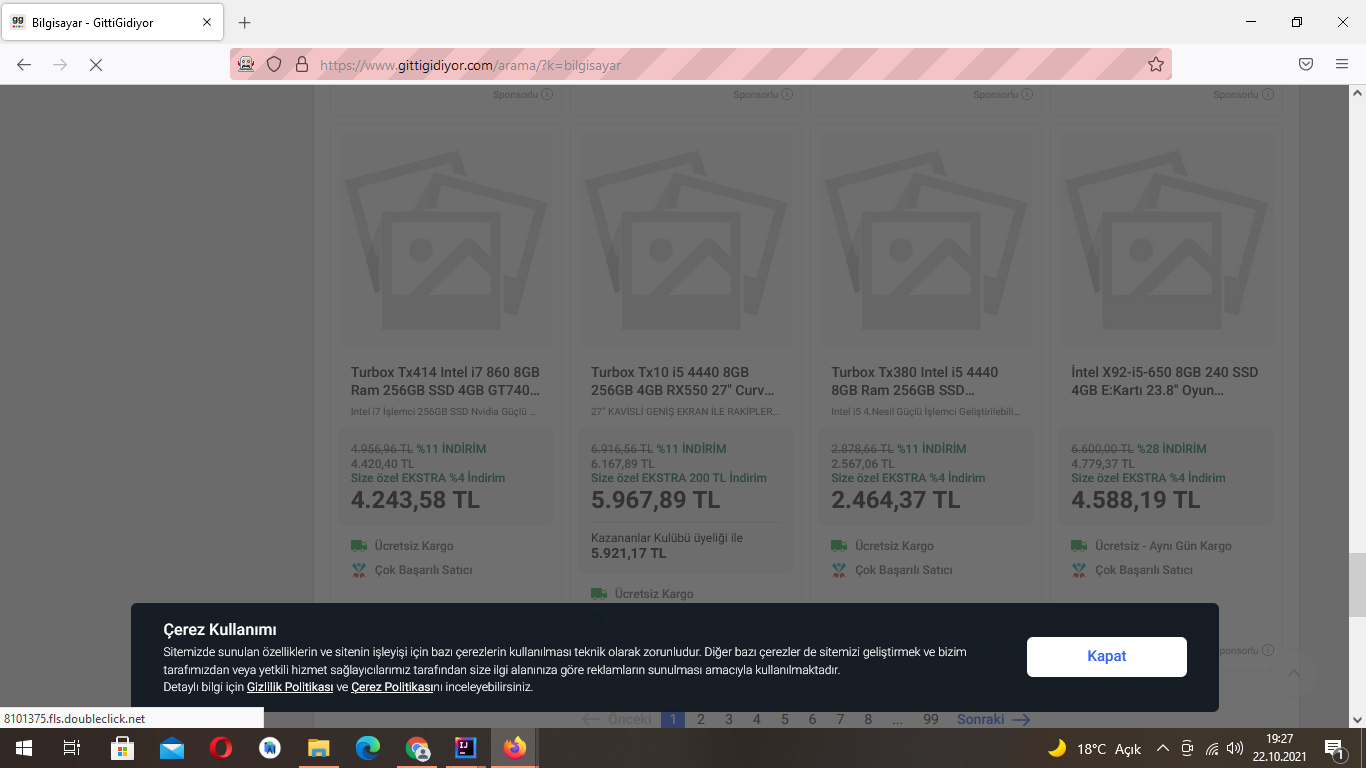 Bilgisayar - GittiGidiyor
https://www.gittigidiyor.com/arama/?k=bilgisayar
Sponsorlu Sponsorlu Sponsorlu Sponsorlu
Turbox Tx414 Intel i7 860 8GB
Ram 256GB SSD 4GB GT740...
Intel i7 İşlemci 256GB SSD Nvidia Güçlü ...
4.956,96 TL %11 İNDİRİM
4.420,40 TL
Size özel EKSTRA %4 İndirim
4.243,58 TL
Ücretsiz Kargo
Çok Başarılı Satıcı
Turbox Tx10 i5 4440 8GB
256GB 4GB RX550 27" Curv...
27" KAVİSLİ GENİŞ EKRAN İLE RAKİPLER...
6.916,56 TL %11 İNDİRİM
6.167,89 TL
Size özel EKSTRA 200 TL İndirim
5.967,89 TL
Kazananlar Kulübü üyeliği ile
5.921,17 TL
Ücretsiz Kargo
Turbox Tx380 Intel i5 4440
8GB Ram 256GB SSD...
Intel i5 4.Nesil Güçlü İşlemci Geliştirilebili...
2.878,66 TL %11 İNDİRİM
2.567,06 TL
Size özel EKSTRA %4 İndirim
2.464,37 TL
Ücretsiz Kargo
Çok Başarılı Satıcı
İntel X92-i5-650 8GB 240 SSD
4GB E:Kartı 23.8" Oyun...
6.600,00 TL %28 İNDİRİM
4.779,37 TL
Size özel EKSTRA %4 İndirim
4.588,19 TL
Ücretsiz - Aynı Gün Kargo
Çok Başarılı Satıcı
ponsorlu
Çerez Kullanımı
Sitemizde sunulan özelliklerin ve sitenin işleyişi için bazı çerezlerin kullanılması teknik olarak zorunludur. Diğer bazı çerezler de sitemizi geliştirmek ve bizim
tarafımızdan veya yetkili hizmet sağlayıcılarımız tarafından size ilgi alanınıza göre reklamların sunulması amacıyla kullanılmaktadır.
Detaylı bilgi için Gizlilik Politikası ve Çerez Politikasını inceleyebilirsiniz.
Kapat
Önceki 1 2 3 4 5 6 7 8 ... 99 Sonraki
8101375.fls.doubleclick.net
18°C Açık
19:27
22.10.2021
1